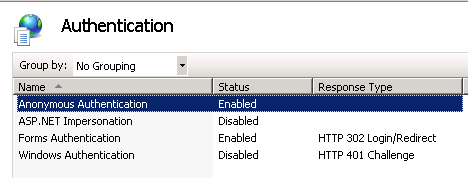 Authentication
Group by: No Grouping
Name Status Response Type
Anonymous Authentication Enabled
ASP.NET Impersonation Disabled
Forms Authentication Enabled HTTP 302 Login/Redirect
Windows Authentication Disabled HTTP 401 Challenge